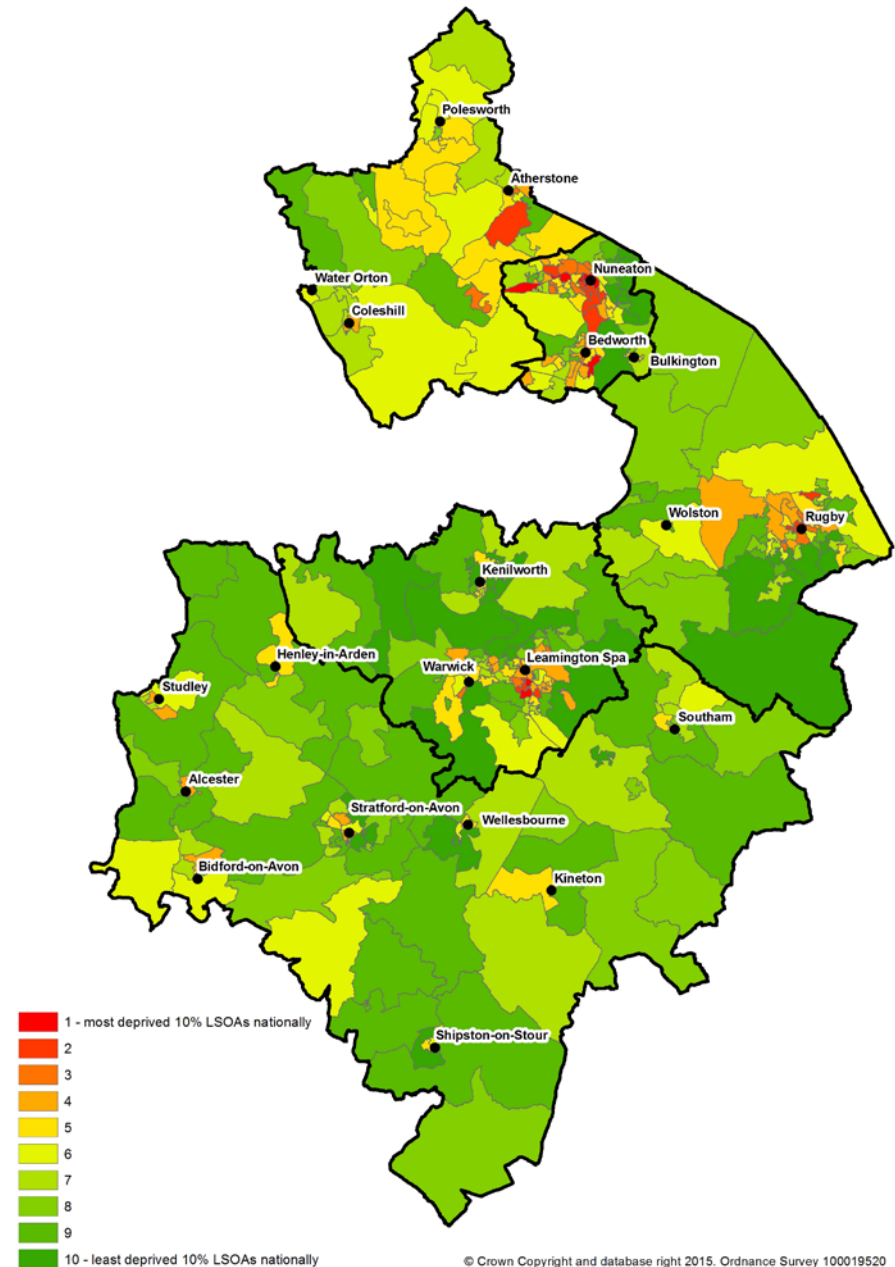 Polesworth
Atherstone
Nuneaton
Water Orton
Coleshill
Bedworth
Bulkington
Wolston
Rugby
Kenilworth
Henley-in-Arden
Warwick
Leamington Spa
Studley
Southam
Alcester
Stratford-on-Avon
Wellesbourne
Bidford-on-Avon
Kineton
1 - most deprived 10% LSOAs nationally
2
Shipston-on-Stour
3
4
5
6
7
8
9
10 - least deprived 10% LSOAs nationally
© Crown Copyright and database right 2015. Ordnance Survey 100019520